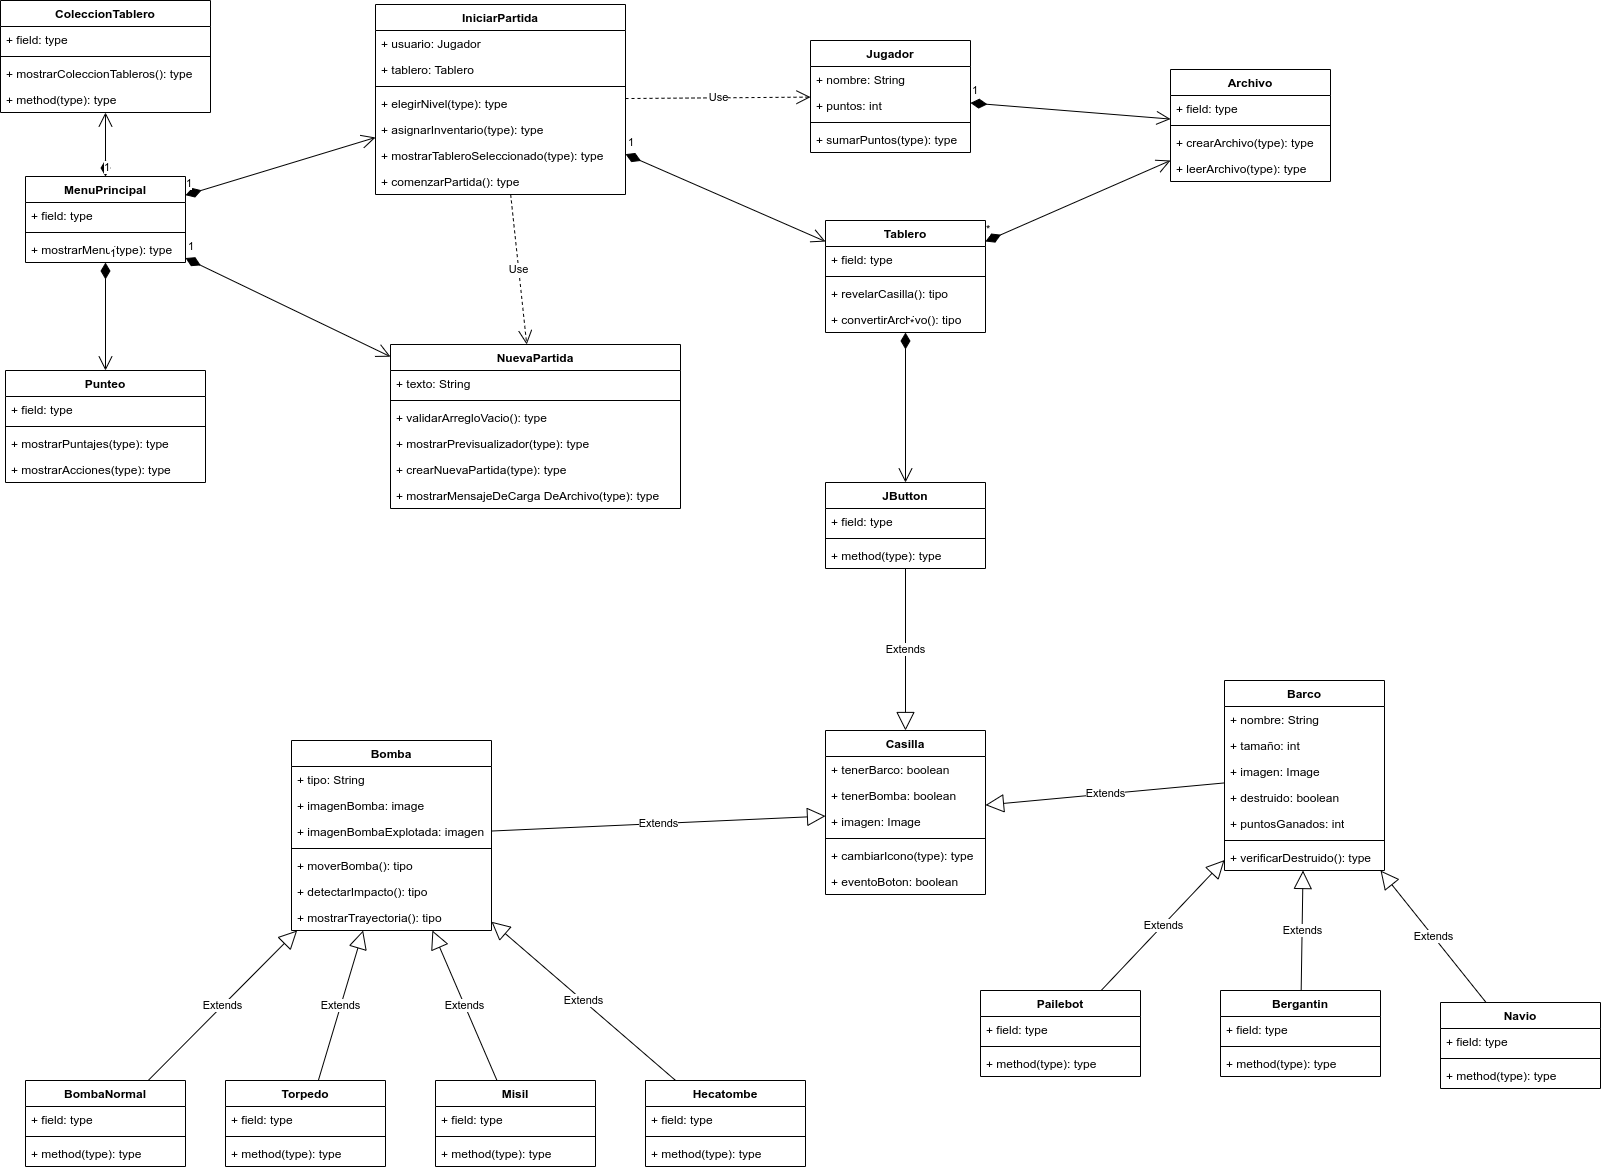 ColeccionTablero
+ field: type
+ mostrarColeccionTableros(): type
+ method(type): type
IniciarPartida
+ usuario: Jugador
+ tablero: Tablero
+ elegirNivel(type): type
+ asignarInventario(type): type
+ mostrarTableroSeleccionado(type): type
+ comenzarPartida(): type
Use
Jugador
+ nombre: String
+ puntos: int
+ sumarPuntos(type): type
1
Archivo
+ field: type
+ crearArchivo(type): type
+ leerArchivo(type): type
1
MenuPrincipal
+ field: type
+ mostrarMenu(type): type
1
1
1
1
Use
Tablero
+ field: type
+ revelarCasilla(): tipo
+ convertirArchivo(): tipo
*
*
Punteo
+ field: type
+ mostrarPuntajes(type): type
+ mostrarAcciones(type): type
NuevaPartida
+ texto: String
+ validarArregloVacio(): type
+ mostrarPrevisualizador(type): type
+ crearNuevaPartida(type): type
+ mostrarMensajeDeCarga DeArchivo(type): type
JButton
+ field: type
+ method(type): type
Extends
Bomba
+ tipo: String
+ imagenBomba: image
+ imagenBombaExplotada: imagen
+ moverBomba(): tipo
+ detectarImpacto(): tipo
+ mostrarTrayectoria(): tipo
Extends
Casilla
+ tenerBarco: boolean
+ tenerBomba: boolean
+ imagen: Image
+ cambiarIcono(type): type
+ eventoBoton: boolean
Extends
Barco
+ nombre: String
+ tamaño: int
+ imagen: Image
+ destruido: boolean
+ puntosGanados: int
+ verificarDestruido(): type
Extends
Extends
Extends
Extends
Extends
Extends
Extends
Pailebot
+ field: type
+ method(type): type
Bergantin
+ field: type
+ method(type): type
Navio
+ field: type
+ method(type): type
BombaNormal
+ field: type
+ method(type): type
Torpedo
+ field: type
+ method(type): type
Misil
+ field: type
+ method(type): type
Hecatombe
+ field: type
+ method(type): type